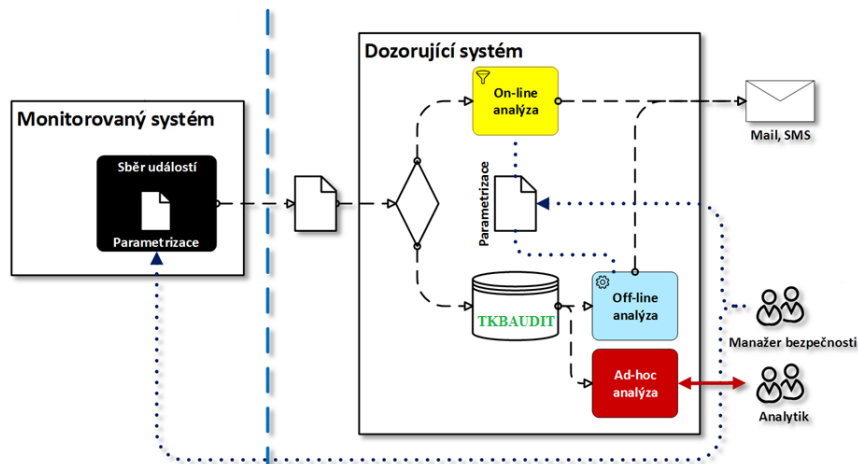 Monitorovaný systém
Sběr událostí
Parametrizace
Dozorující systém
On-line
analýza
Parametrizace
TKBAUDIT
Off-line
analýza
Ad-hoc
analýza
Mail, SMS
Manažer bezpečnosti
Analytik